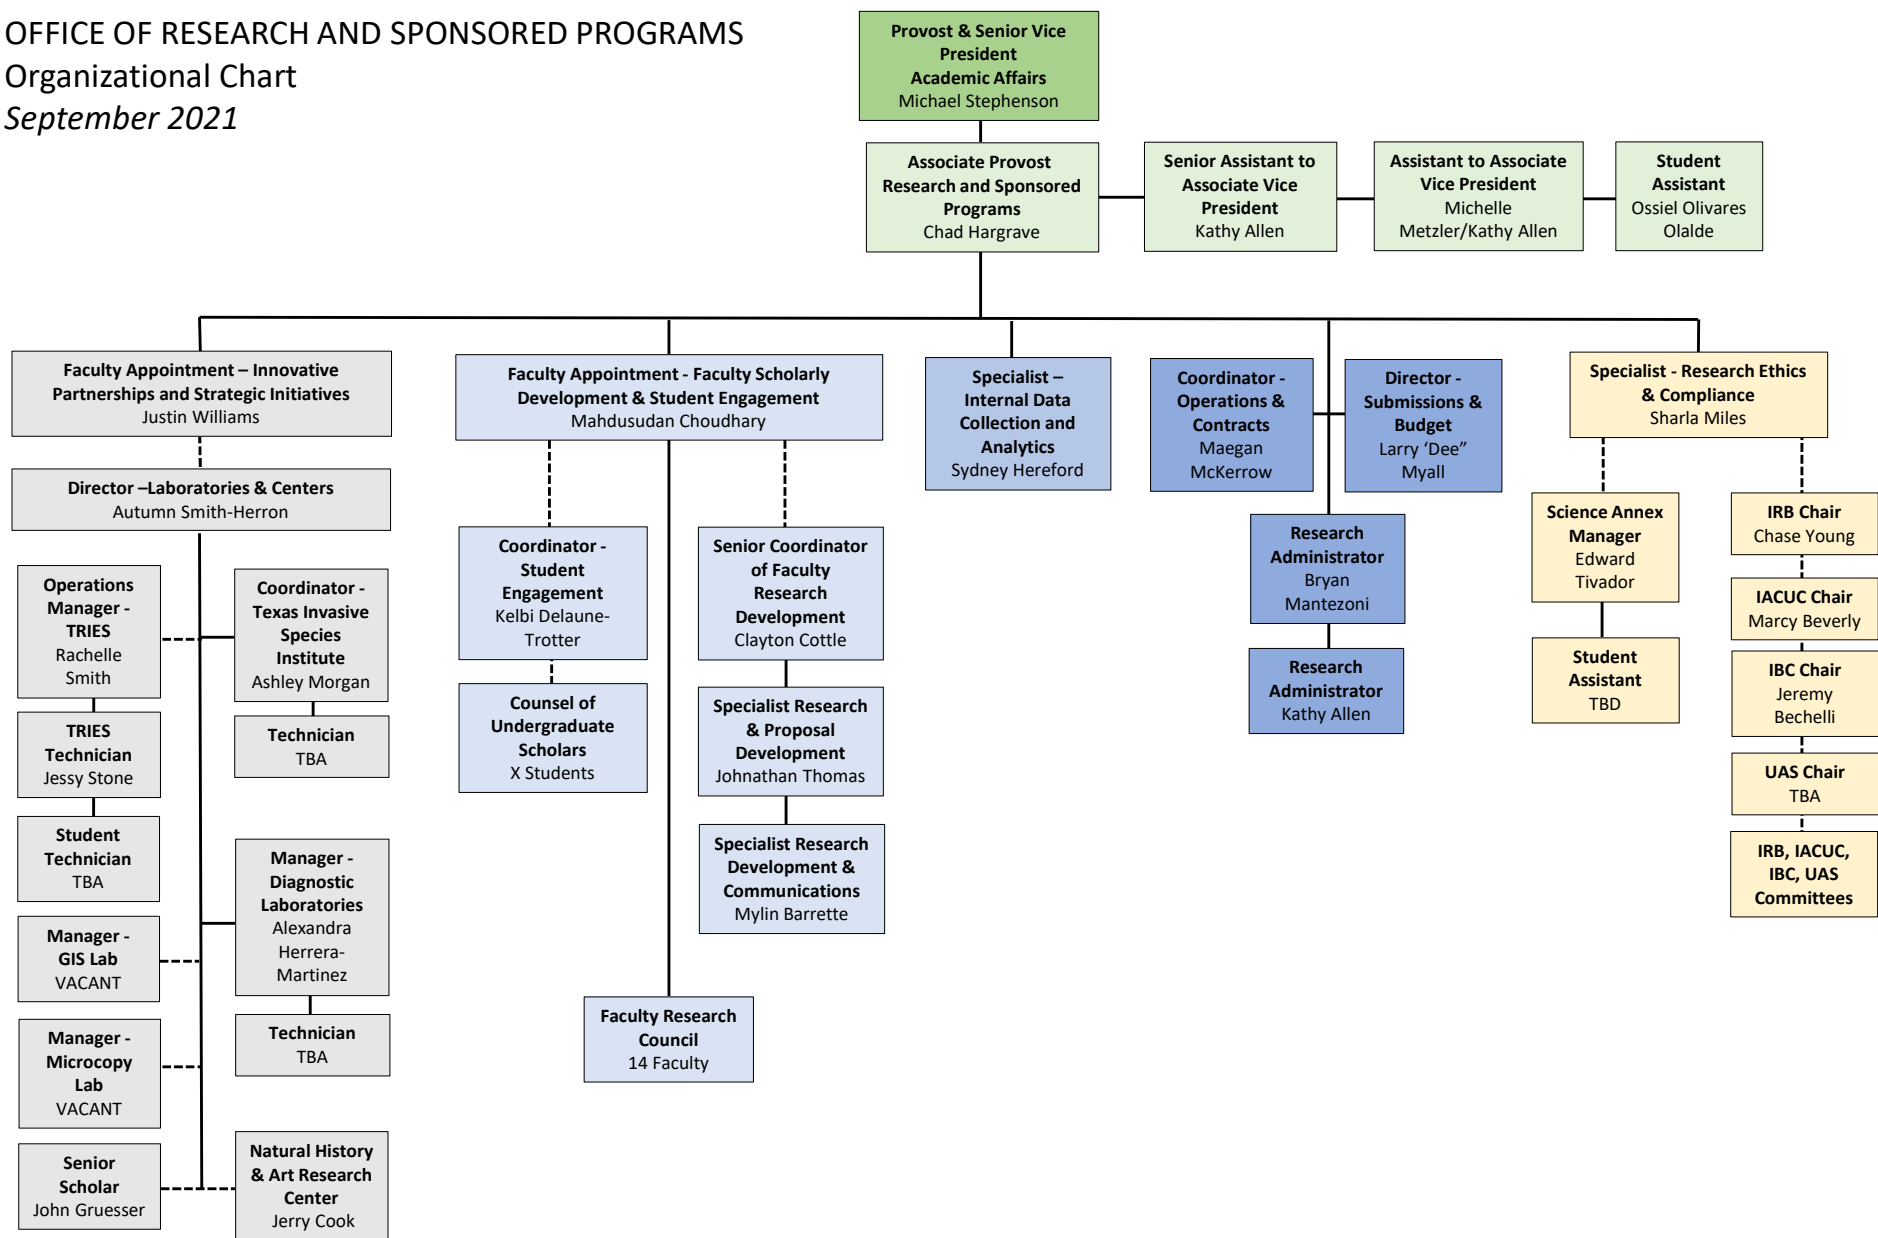 OFFICE OF RESEARCH AND SPONSORED PROGRAMS
Organizational Chart
September 2021
Provost & Senior Vice
President
Academic Affairs
Michael Stephenson
Associate Provost
Research and Sponsored
Programs
Chad Hargrave
Senior Assistant to
Associate Vice
President
Kathy Allen
Assistant to Associate
Vice President
Michelle
Metzler/Kathy Allen
Student
Assistant
Ossiel Olivares
Olalde
Faculty Appointment – Innovative
Partnerships and Strategic Initiatives
Justin Williams
Director –Laboratories & Centers
Autumn Smith-Herron
Operations
Manager -
TRIES
Rachelle
Smith
TRIES
Technician
Jessy Stone
Student
Technician
TBA
Manager -
GIS Lab
VACANT
Manager -
Microcopy
Lab
VACANT
Senior
Scholar
John Gruesser
Coordinator -
Texas Invasive
Species
Institute
Ashley Morgan
Technician
TBA
Manager -
Diagnostic
Laboratories
Alexandra
Herrera-
Martinez
Technician
TBA
Natural History
& Art Research
Center
Jerry Cook
Faculty Appointment - Faculty Scholarly
Development & Student Engagement
Mahdusudan Choudhary
Coordinator -
Student
Engagement
Kelbi Delaune-
Trotter
Counsel of
Undergraduate
Scholars
X Students
Senior Coordinator
of Faculty
Research
Development
Clayton Cottle
Specialist Research
& Proposal
Development
Johnathan Thomas
Specialist Research
Development &
Communications
Mylin Barrette
Faculty Research
Council
14 Faculty
Specialist –
Internal Data
Collection and
Analytics
Sydney Hereford
Coordinator -
Operations &
Contracts
Maegan
McKerrow
Director -
Submissions &
Budget
Larry ‘Dee”
Myall
Research
Administrator
Bryan
Mantezoni
Research
Administrator
Kathy Allen
Specialist - Research Ethics
& Compliance
Sharla Miles
Science Annex
Manager
Edward
Tivador
Student
Assistant
TBD
IRB Chair
Chase Young
IACUC Chair
Marcy Beverly
IBC Chair
Jeremy
Bechelli
UAS Chair
TBA
IRB, IACUC,
IBC, UAS
Committees